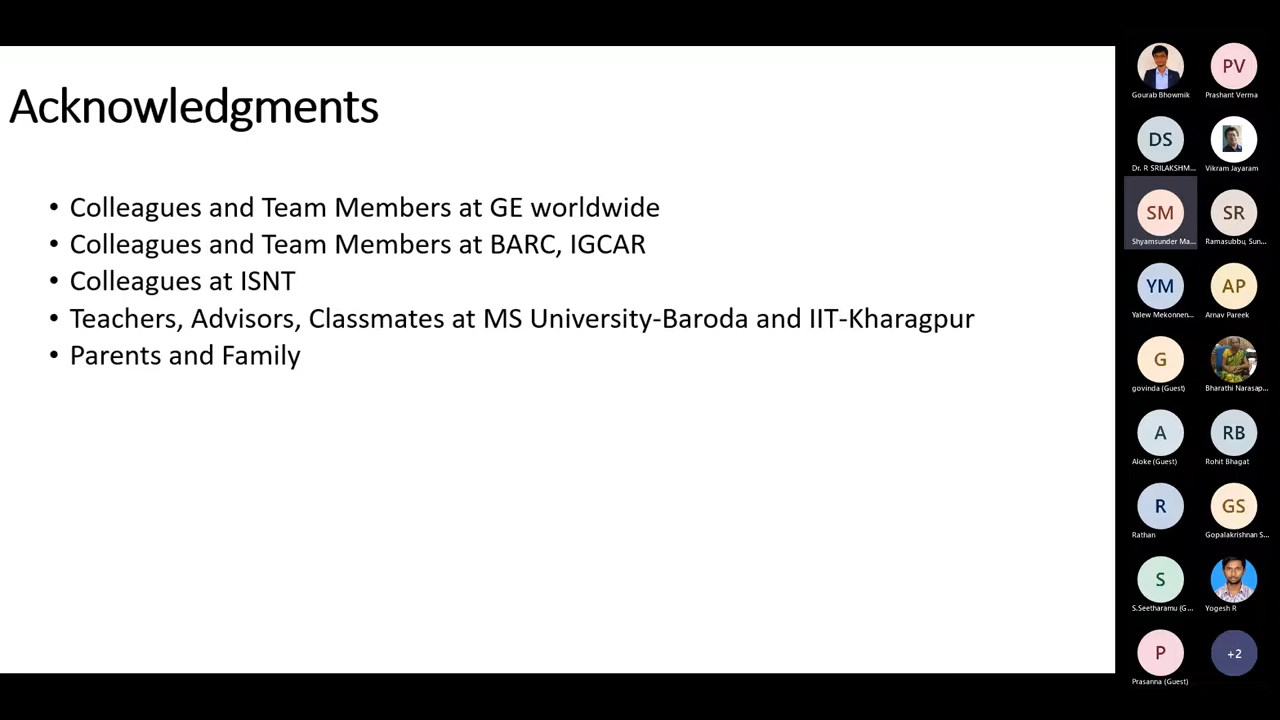 Acknowledgments
• Colleagues and Team Members at GE worldwide
• Colleagues and Team Members at BARC, IGCAR
• Colleagues at ISNT
• Teachers, Advisors, Classmates at MS University-Baroda and IIT-Kharagpur
• Parents and Family
Gourab Bhowmik
PV
Prashant Verma
DS
Dr. R SRILAKSHM...
Vikram Jayaram
SM
Shyamsunder Ma...
SR
Ramasubbu, Sun...
YM
Yalew Mekonnen...
AP
Arnav Pareek
G
govinda (Guest)
Bharathi Narasap...
A
Aloke (Guest)
RB
Rohit Bhagat
R
Rathan
GS
Gopalakrishnan S...
S
S.Seetharamu (G...
Yogesh R
P
Prasanna (Guest)
+2